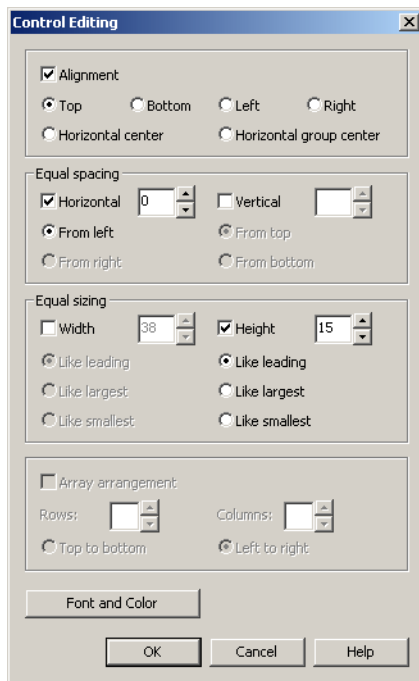 Control Editing
Alignment
Top Bottom Left Right
Horizontal center Horizontal group center
Equal spacing
Horizontal 0 Vertical
From left From top
From right From bottom
Equal sizing
Width 38 Height 15
Like leading Like leading
Like largest Like largest
Like smallest Like smallest
Array arrangement
Rows: Columns:
Top to bottom Left to right
Font and Color
OK Cancel Help